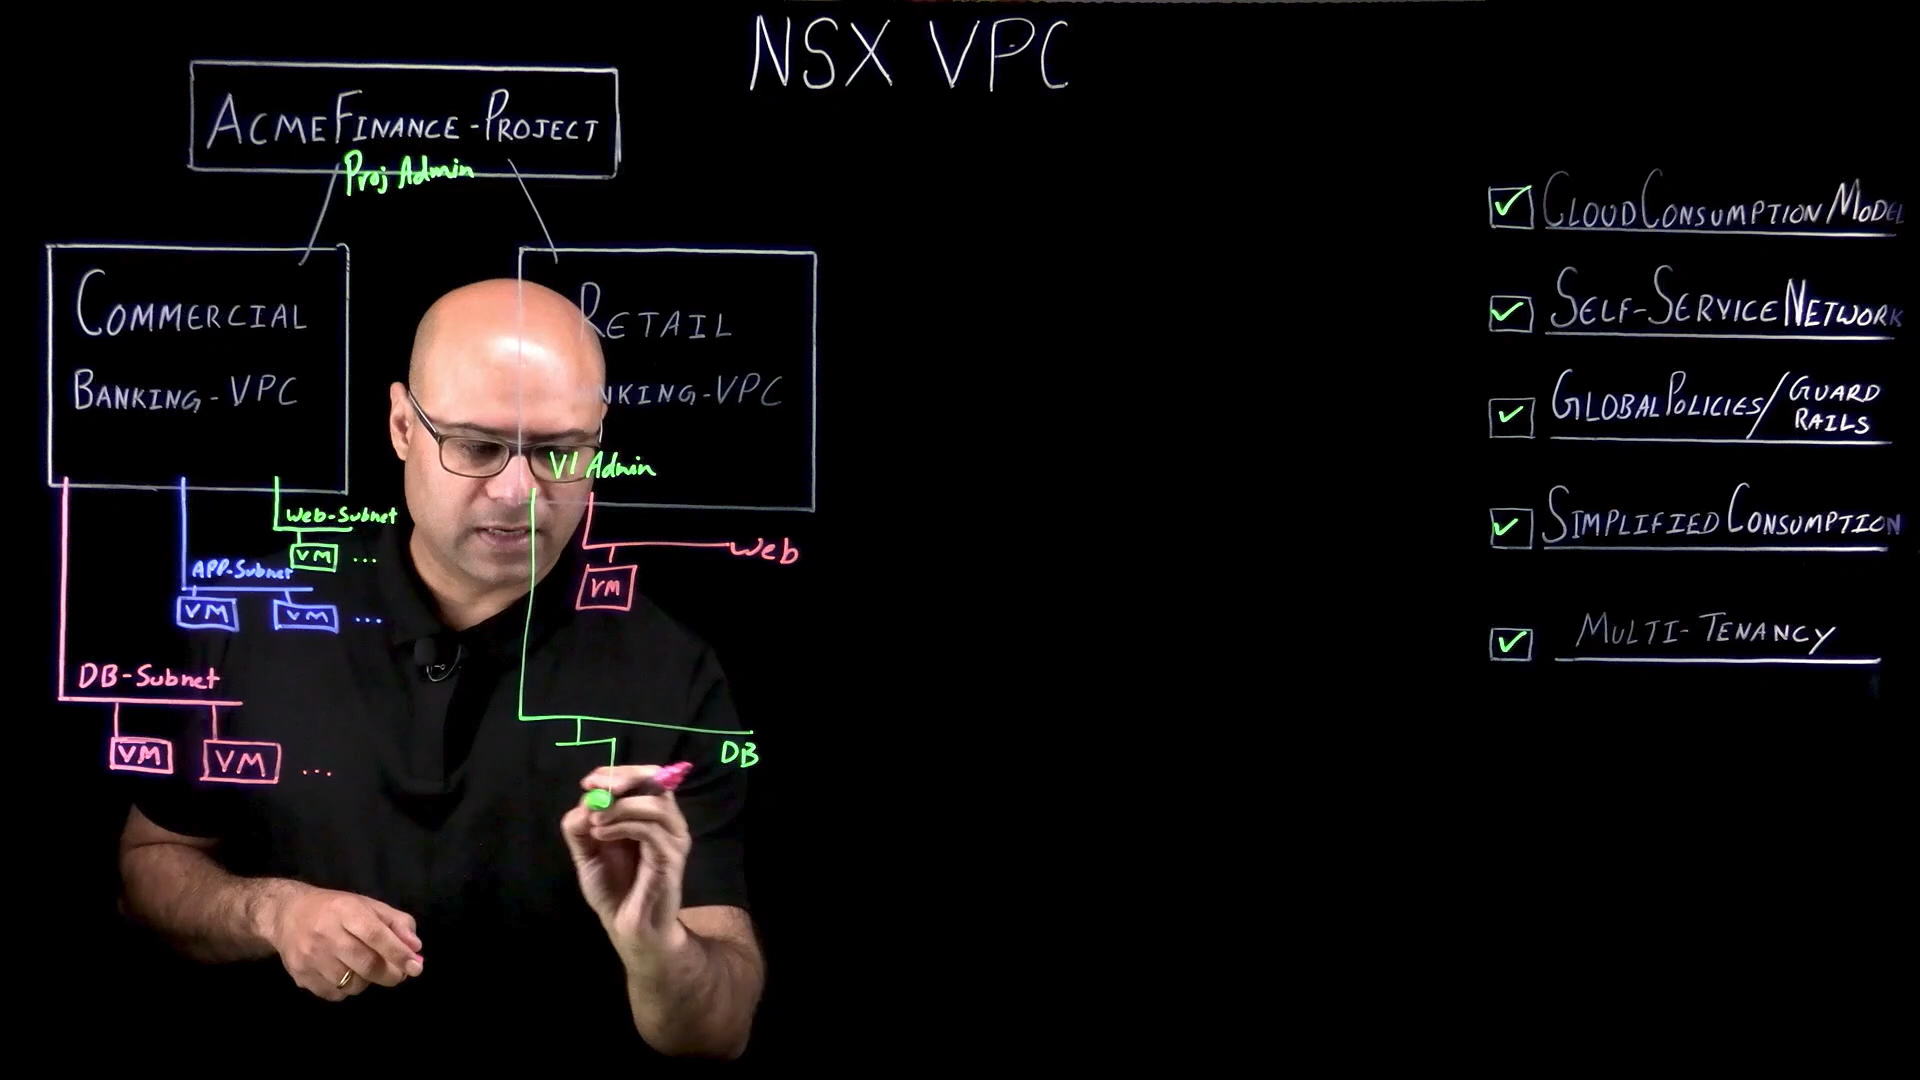 NSX VPC
ACMEFINANCE-PROJECT
Proj Admin
COMMERCIAL
BANKING-VPC
RETAIL
NKING-VPC
VI Admin
Web-Subnet
VM ...
APP-Subnet
VM VM ...
DB-Subnet
VM VM ...
Web
VM
DB
CLOUD CONSUMPTION MODEL
SELF-SERVICE NETWORK
GLOBAL POLICIES/GUARD
RAILS
SIMPLIFIED CONSUMPTION
MULTI-TENANCY